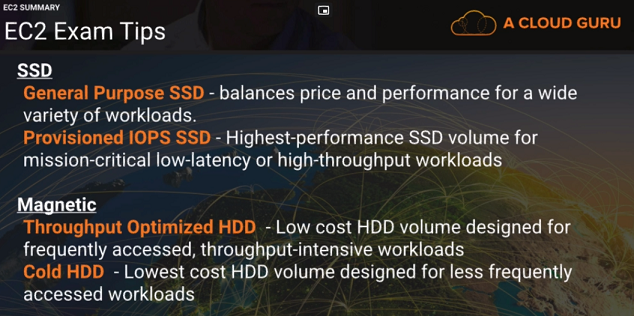 EC2 SUMMARY
EC2 Exam Tips
A CLOUD GURU
SSD
General Purpose SSD - balances price and performance for a wide
variety of workloads.
Provisioned IOPS SSD - Highest-performance SSD volume for
mission-critical low-latency or high-throughput workloads
Magnetic
Throughput Optimized HDD - Low cost HDD volume designed for
frequently accessed, throughput-intensive workloads
Cold HDD - Lowest cost HDD volume designed for less frequently
accessed workloads